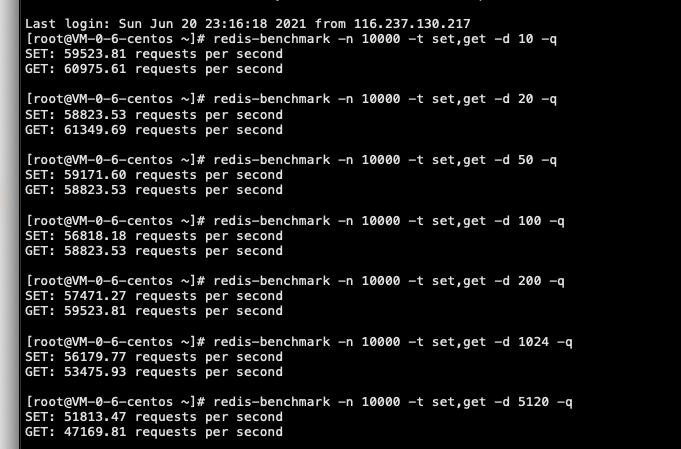 Last login: Sun Jun 20 23:16:18 2021 from 116.237.130.217
[root@VM-0-6-centos ~]# redis-benchmark -n 10000 -t set,get -d 10 -q
SET: 59523.81 requests per second
GET: 60975.61 requests per second
[root@VM-0-6-centos ~]# redis-benchmark -n 10000 -t set,get -d 20 -q
SET: 58823.53 requests per second
GET: 61349.69 requests per second
[root@VM-0-6-centos ~]# redis-benchmark -n 10000 -t set,get -d 50 -q
SET: 59171.60 requests per second
GET: 58823.53 requests per second
[root@VM-0-6-centos ~]# redis-benchmark -n 10000 -t set,get -d 100 -q
SET: 56818.18 requests per second
GET: 58823.53 requests per second
[root@VM-0-6-centos ~]# redis-benchmark -n 10000 -t set,get -d 200 -q
SET: 57471.27 requests per second
GET: 59523.81 requests per second
[root@VM-0-6-centos ~]# redis-benchmark -n 10000 -t set,get -d 1024 -q
SET: 56179.77 requests per second
GET: 53475.93 requests per second
[root@VM-0-6-centos ~]# redis-benchmark -n 10000 -t set,get -d 5120 -q
SET: 51813.47 requests per second
GET: 47169.81 requests per second